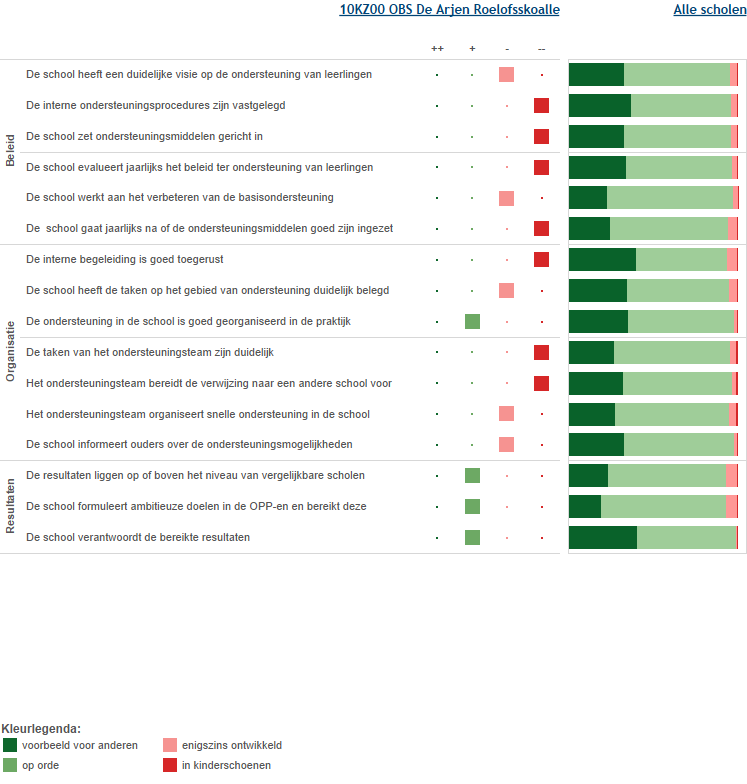 10KZ00 OBS De Arjen Roelofsskoalle Alle scholen
++ + - --
Beleid
De school heeft een duidelijke visie op de ondersteuning van leerlingen
De interne ondersteuningsprocedures zijn vastgelegd
De school zet ondersteuningsmiddelen gericht in
De school evalueert jaarlijks het beleid ter ondersteuning van leerlingen
De school werkt aan het verbeteren van de basisondersteuning
De school gaat jaarlijks na of de ondersteuningsmiddelen goed zijn ingezet
Organisatie
De interne begeleiding is goed toegerust
De school heeft de taken op het gebied van ondersteuning duidelijk belegd
De ondersteuning in de school is goed georganiseerd in de praktijk
De taken van het ondersteuningsteam zijn duidelijk
Het ondersteuningsteam bereidt de verwijzing naar een andere school voor
Het ondersteuningsteam organiseert snelle ondersteuning in de school
De school informeert ouders over de ondersteuningsmogelijkheden
Resultaten
De resultaten liggen op of boven het niveau van vergelijkbare scholen
De school formuleert ambitieuze doelen in de OPP-en en bereikt deze
De school verantwoordt de bereikte resultaten
Kleurlegenda:
voorbeeld voor anderen enigszins ontwikkeld
op orde in kinderschoenen